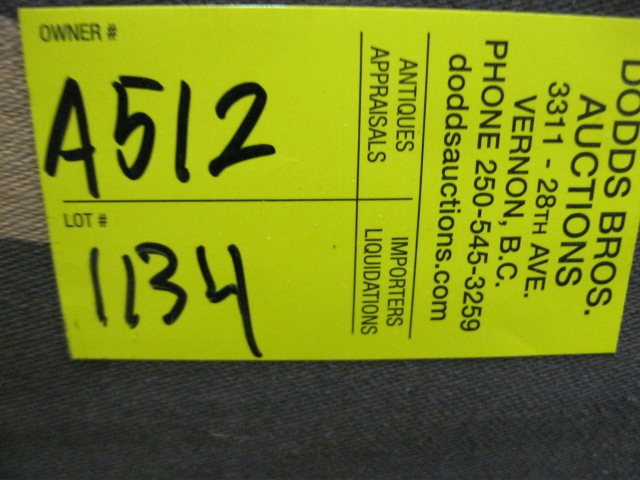 OWNER #
A512
LOT #
1134
ANTIQUES
APPRAISALS
IMPORTERS
LIQUIDATIONS
DODDS BROS.
AUCTIONS
3311 - 28TH AVE.
VERNON, B.C.
PHONE 250-545-3259
doddsauctions.com